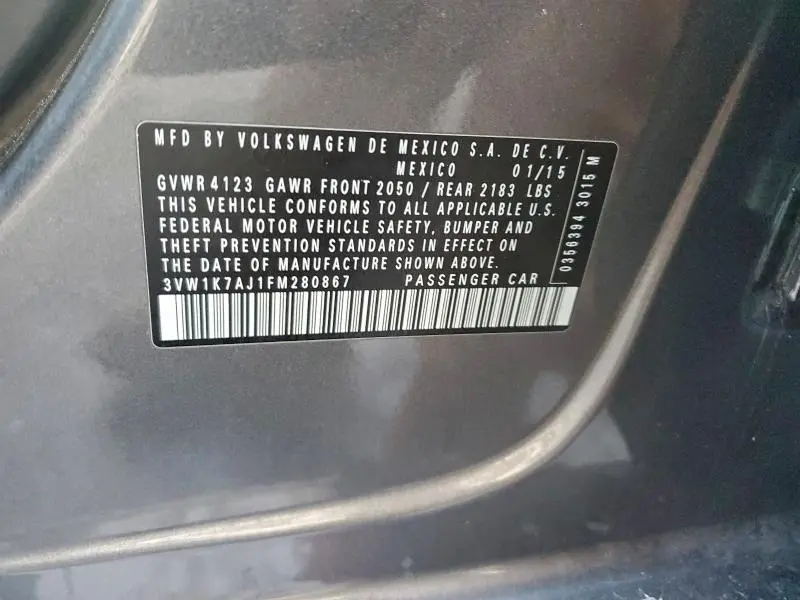 MFD BY VOLKSWAGEN DE MEXICO S.A. DE C.V.
MEXICO 01/15
GVWR 4123 GAWR FRONT 2050 / REAR 2183 LBS
THIS VEHICLE CONFORMS TO ALL APPLICABLE U.S.
FEDERAL MOTOR VEHICLE SAFETY, BUMPER AND
THEFT PREVENTION STANDARDS IN EFFECT ON
THE DATE OF MANUFACTURE SHOWN ABOVE.
3VW1K7AJ1FM280867 PASSENGER CAR
0356394 3015 M